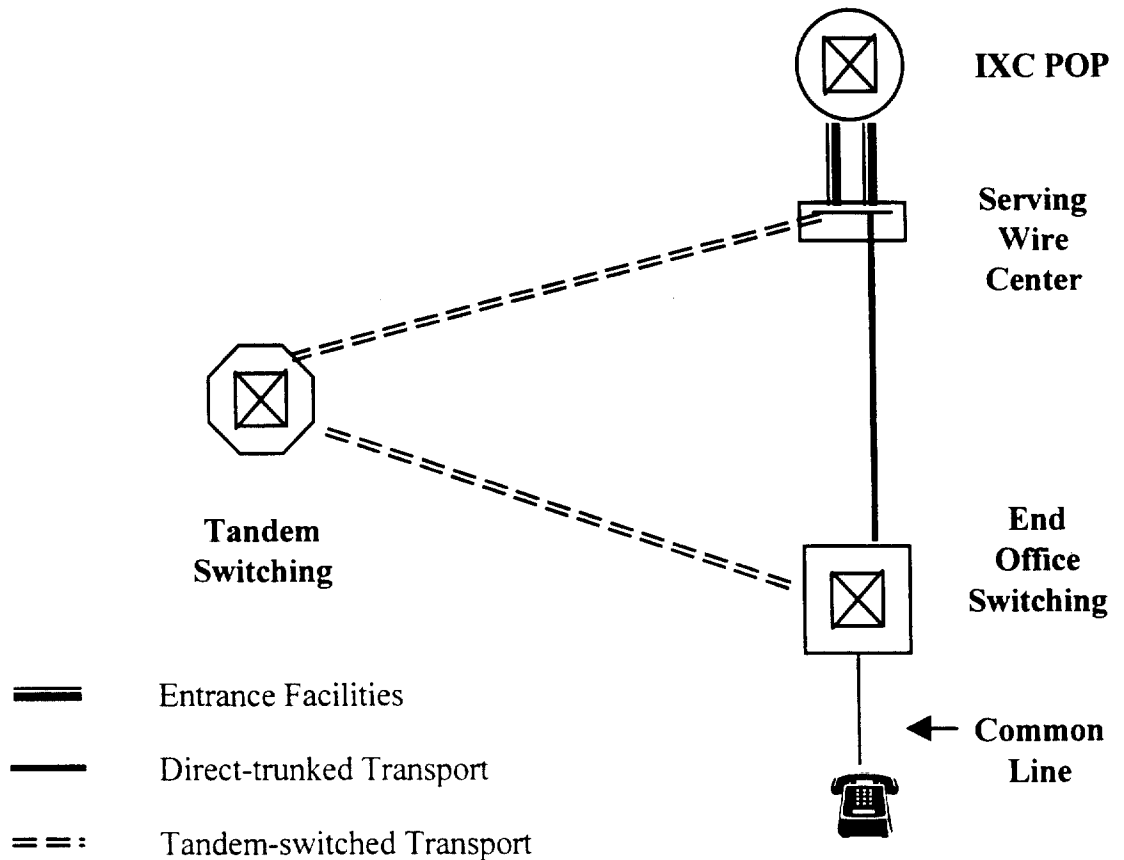 IXC POP
Serving
Wire
Center
Tandem
Switching
End
Office
Switching
Common
Line
Entrance Facilities
Direct-trunked Transport
Tandem-switched Transport